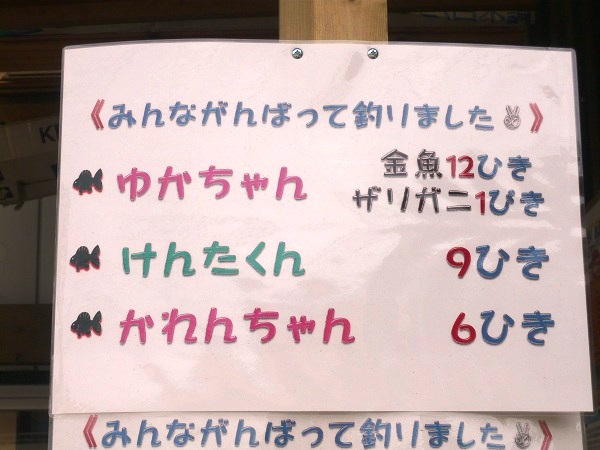 《みんながんばって釣りました✌》
ゆかちゃん 金魚12ひき
ザリガニ1ぴき
けんたくん 9ひき
かれんちゃん 6ひき
《みんながんばって釣りました✌》